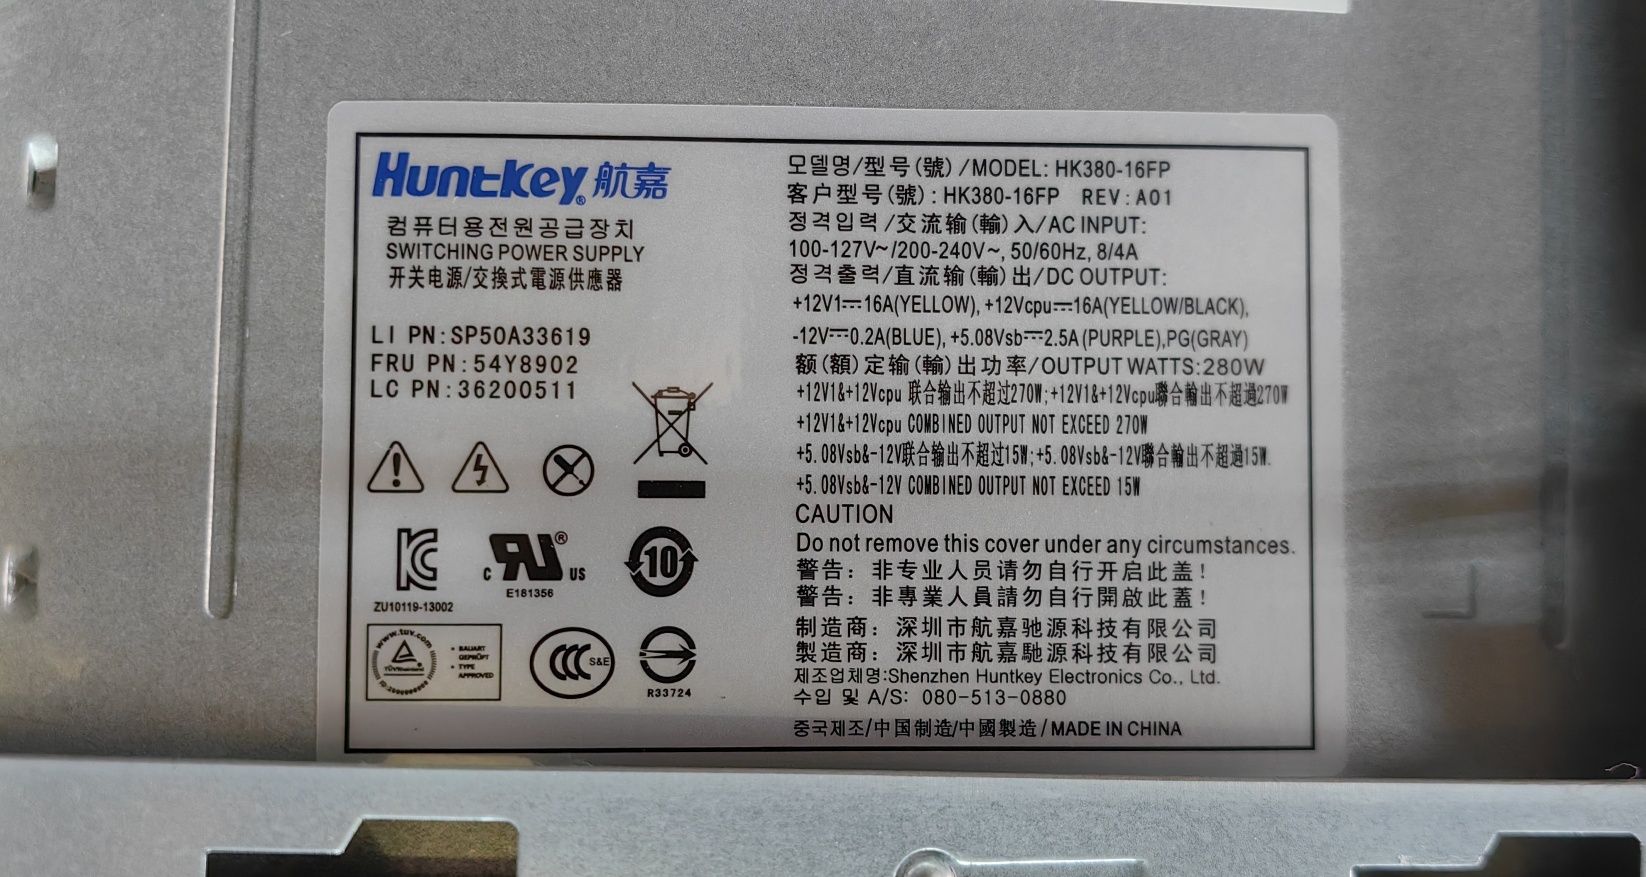 Huntkey® 航嘉
컴퓨터용전원공급장치
SWITCHING POWER SUPPLY
开关电源/交換式電源供應器
LI PN:SP50A33619
FRU PN:54Y8902
LC PN:36200511
KC
ZU10119-13002
c RU ® US
E181356
10
www.tuv.com
TÜVRheinland
BAUART
GEPRÜFT
TYPE
APPROVED
CCC S&E
R33724
모델명/型号(號)/MODEL: HK380-16FP
客户型号(號): HK380-16FP REV:A01
정격입력/交流输(輸)入/AC INPUT:
100-127V~/200-240V~, 50/60Hz, 8/4A
정격출력/直流输(輸)出/DC OUTPUT:
+12V1⎓16A(YELLOW), +12Vcpu⎓16A(YELLOW/BLACK),
-12V⎓0.2A(BLUE), +5.08Vsb⎓2.5A(PURPLE),PG(GRAY)
额(額)定输(輸)出功率/OUTPUT WATTS:280W
+12V1&+12Vcpu 联合输出不超过270W;+12V1&+12Vcpu聯合輸出不超過270W
+12V1&+12Vcpu COMBINED OUTPUT NOT EXCEED 270W
+5.08Vsb&-12V联合输出不超过15W;+5.08Vsb&-12V聯合輸出不超過15W.
+5.08Vsb&-12V COMBINED OUTPUT NOT EXCEED 15W
CAUTION
Do not remove this cover under any circumstances.
警告：非专业人员请勿自行开启此盖！
警告：非專業人員請勿自行開啟此蓋！
制造商：深圳市航嘉驰源科技有限公司
製造商：深圳市航嘉馳源科技有限公司
제조업체명:Shenzhen Huntkey Electronics Co., Ltd.
수입 및 A/S: 080-513-0880
중국제조/中国制造/中國製造/MADE IN CHINA